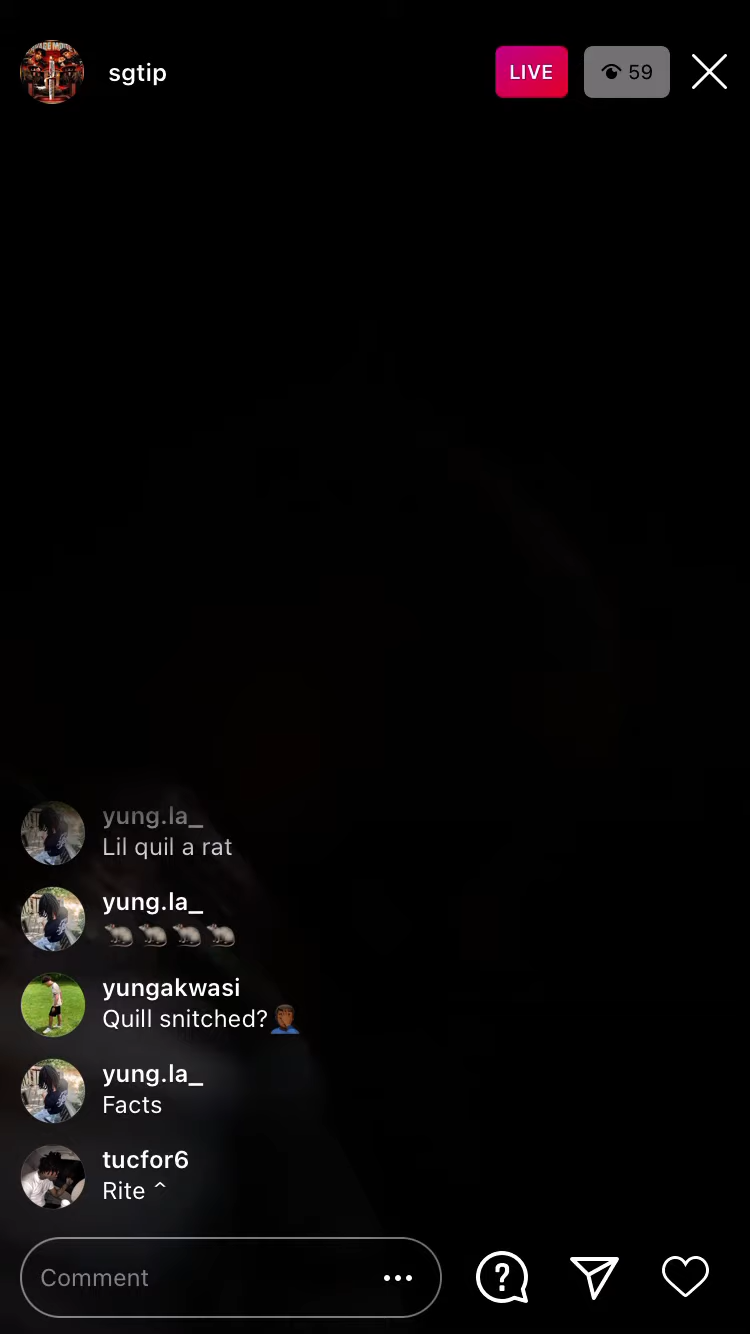 sgtip
LIVE
59
yung.la_
Lil quil a rat
yung.la_
🐀🐀🐀🐀
yungakwasi
Quill snitched?🤦🏾‍♂️
yung.la_
Facts
tucfor6
Rite ^
Comment